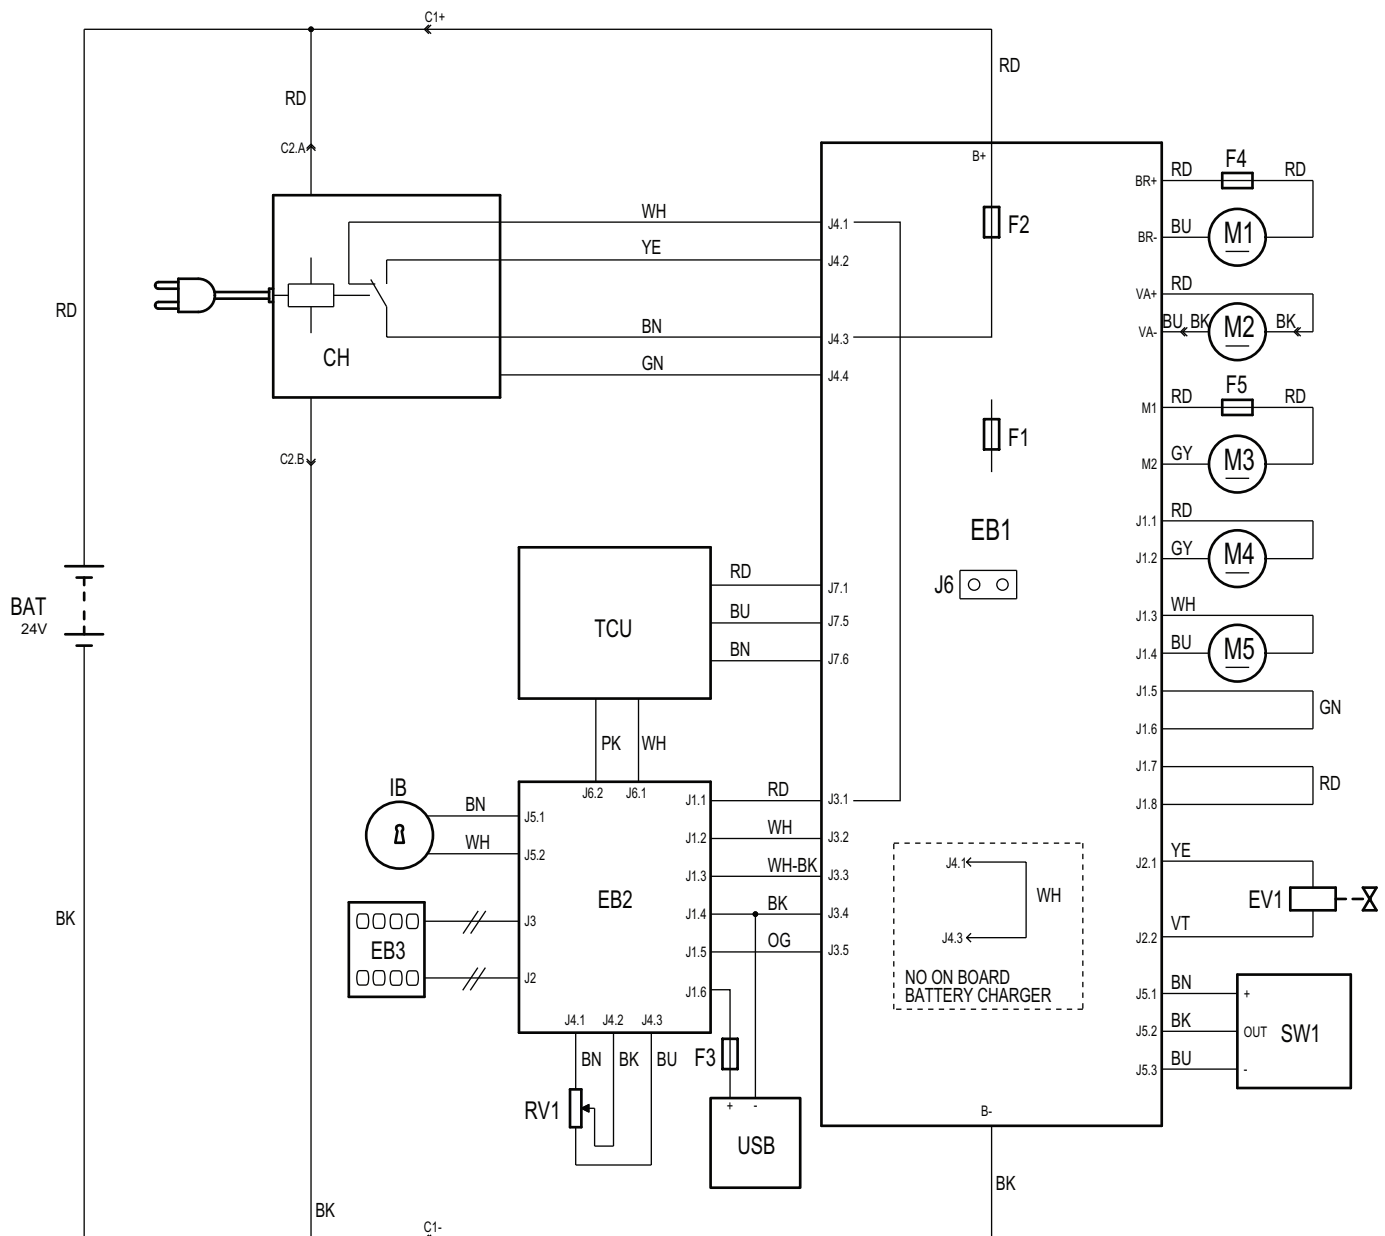 C1+
RD
RD
C2.A
B+
BR+
RD
F4
RD
WH
J4.1
F2
BR-
BU
M1
YE
J4.2
VA+
RD
RD
BN
J4.3
VA-
BU
BK
M2
BK
CH
GN
J4.4
M1
RD
F5
RD
C2.B
F1
M2
GY
M3
J1.1
RD
EB1
J1.2
GY
M4
BAT
24V
TCU
RD
J7.1
J6
BU
J7.5
J1.3
WH
BN
J7.6
J1.4
BU
M5
J1.5
GN
J1.6
PK
WH
J1.7
IB
J6.2
J6.1
RD
J1.8
BN
J5.1
J1.1
RD
J3.1
WH
J5.2
J1.2
WH
J3.2
J1.3
WH-BK
J3.3
J4.1
J2.1
YE
EB2
WH
EV1
BK
J3
J1.4
BK
J3.4
VT
EB3
J4.3
J2.2
J1.5
OG
J3.5
J2
NO ON BOARD
BATTERY CHARGER
J1.6
J5.1
BN
+
J4.1
J4.2
J4.3
J5.2
BK
OUT
SW1
BN
BK
BU
F3
J5.3
BU
-
RV1
+
-
B-
USB
BK
BK
C1-